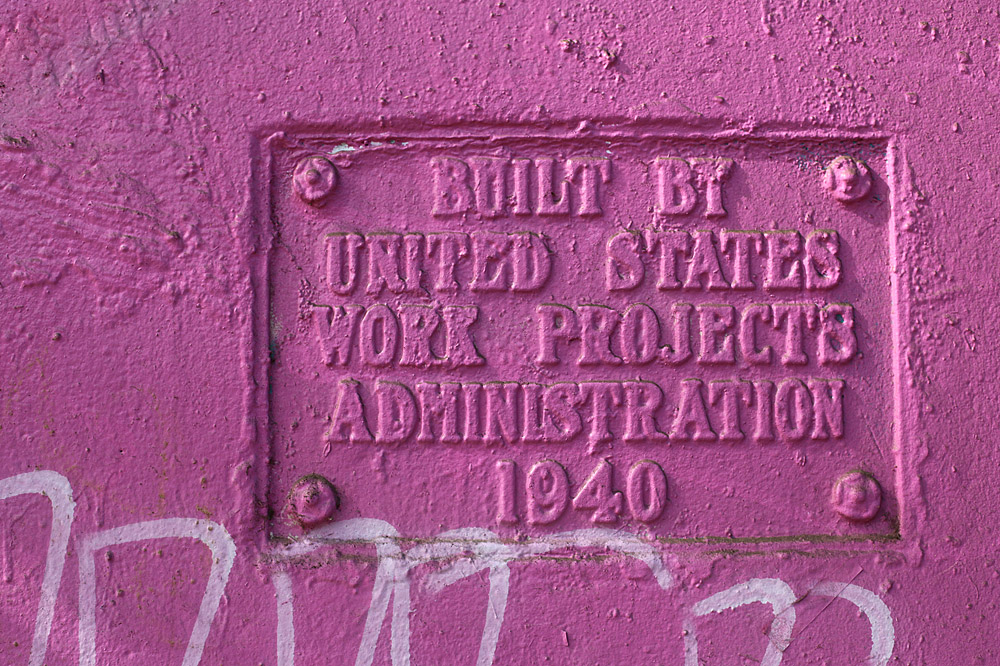 BUILT BY
UNITED STATES
WORK PROJECTS
ADMINISTRATION
1940